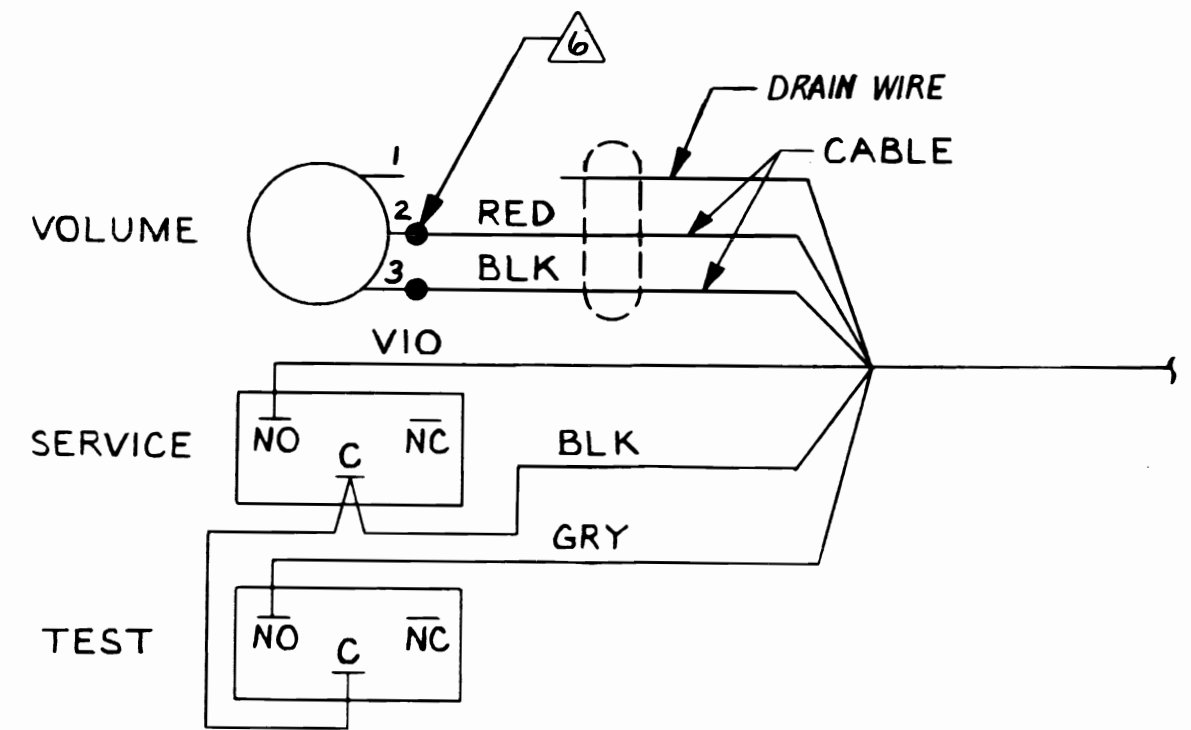 6
DRAIN WIRE
CABLE
1
VOLUME
2
RED
3
BLK
VIO
SERVICE
NO
C
NC
BLK
GRY
TEST
NO
C
NC